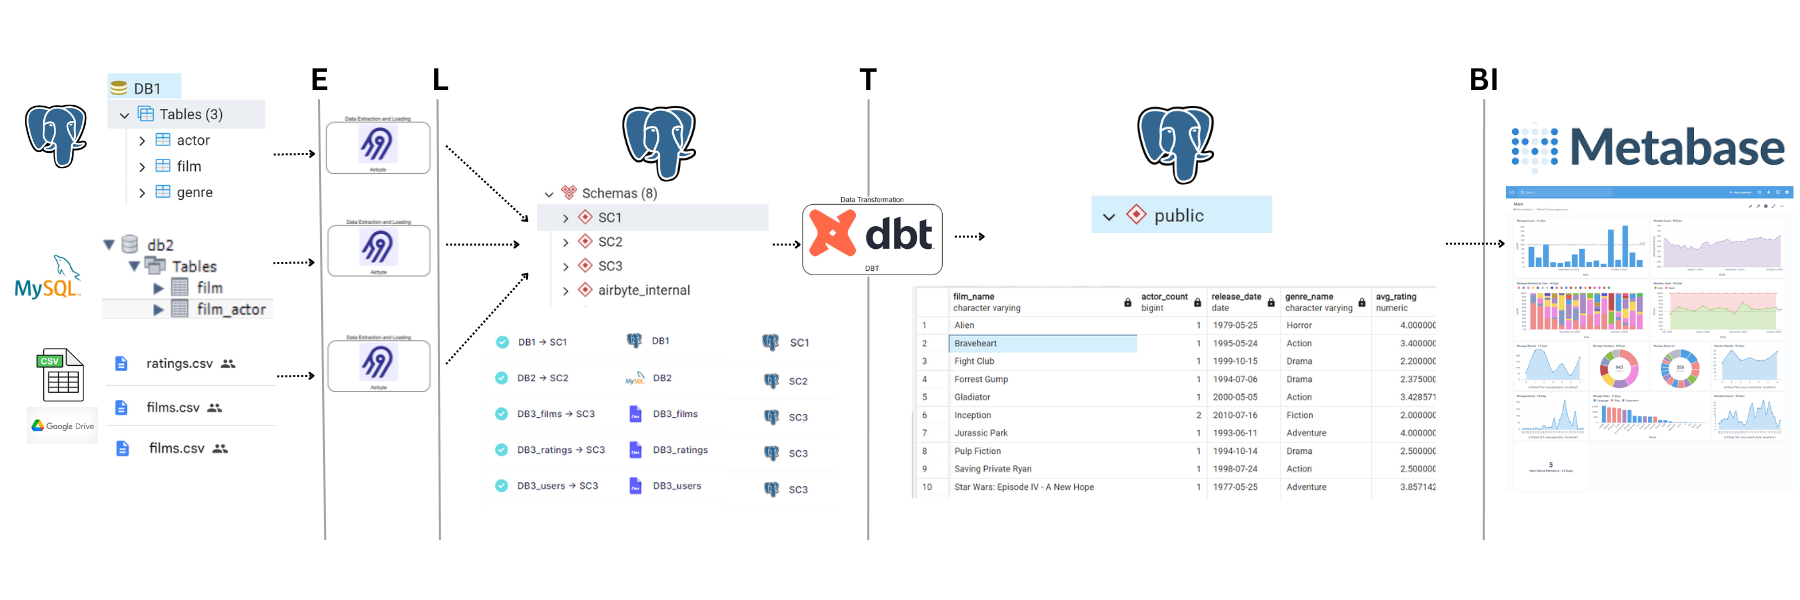 E
L
T
BI
DB1
Tables (3)
actor
film
genre
MySQL
db2
Tables
film
film_actor
CSV
Google Drive
ratings.csv
films.csv
films.csv
Data Extraction and Loading
Airbyte
Data Extraction and Loading
Airbyte
Data Extraction and Loading
Airbyte
Schemas (8)
SC1
SC2
SC3
airbyte_internal
DB1 → SC1 DB1 SC1
DB2 → SC2 MySQL DB2 SC2
DB3_films → SC3 DB3_films SC3
DB3_ratings → SC3 DB3_ratings SC3
DB3_users → SC3 DB3_users SC3
Data Transformation
dbt
DBT
public
film_name actor_count release_date genre_name avg_rating
character varying bigint date character varying numeric
1 Alien 1 1979-05-25 Horror 4.000000
2 Braveheart 1 1995-05-24 Action 3.400000
3 Fight Club 1 1999-10-15 Drama 2.200000
4 Forrest Gump 1 1994-07-06 Drama 2.375000
5 Gladiator 1 2000-05-05 Action 3.428571
6 Inception 2 2010-07-16 Fiction 2.000000
7 Jurassic Park 1 1993-06-11 Adventure 4.000000
8 Pulp Fiction 1 1994-10-14 Drama 2.500000
9 Saving Private Ryan 1 1998-07-24 Action 2.500000
10 Star Wars: Episode IV - A New Hope 1 1977-05-25 Adventure 3.857142
Metabase
Main
5